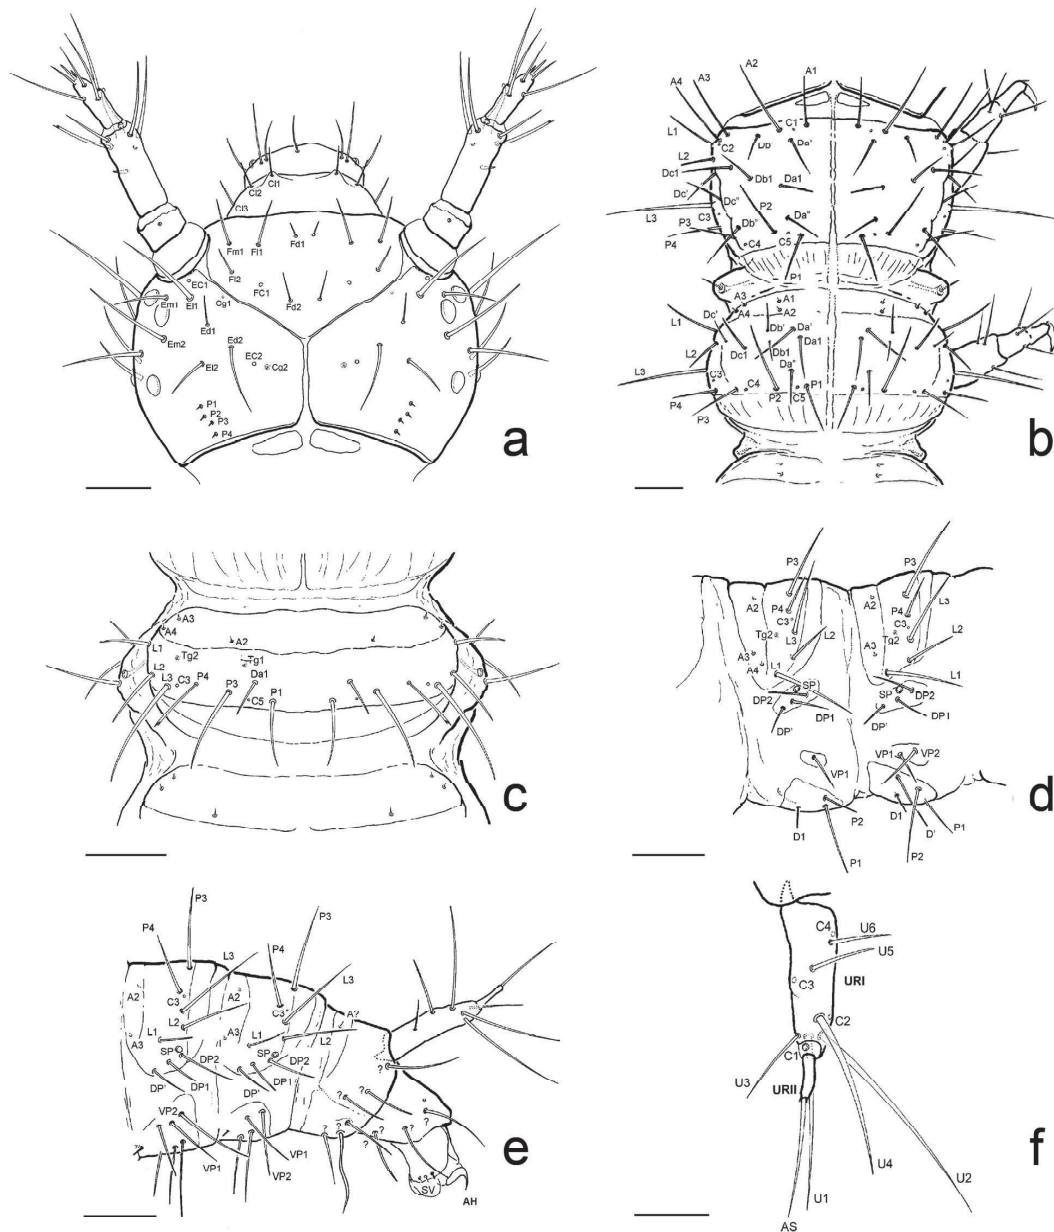 Cl1
Cl2
Cl3
Fm1 Fl1 Fd1
Fl2
EC1 FC1
Em1 El1 Cg1 Fd2
Ed1
Em2 Ed2
EC2
El2 Cg2
P1
P2
P3
P4
a
A4 A3 A2 A1
L1 C1
C2 Db' Da'
L2
Dc1 Db1 Da1
Dc' Dc" P2
L3 C3 Da"
P3 Db"
P4 C4 C5
P1
A3 A1
Dc' A4 A2
L1 Db' Da'
L2 Dc1 Db1 Da1
L3 C3 Da"
C4 P1
P4 P2 C5
P3
b
A3
A4 A2
L1
Tg2 Tg1
L2
L3 C3 P4 P3 Da1 P1
C5
c
P3 P3
A2 P4 A2 P4 L3
C3 C3
Tg2 L3 L2 Tg2 L2
A3 A4 L1 A3 L1
SP SP
DP2 DP1 DP2
DP' DP' DP1
VP1 VP1 VP2
D1 P2 D1 D' P1
P1 P2
d
P3 P3
P4 L3 P4
A2 C3 A2 L3
L2 C3 A?
A3 L1 A3 L1 L2
SP DP2 SP DP2
DP' DP1 DP' DP1
?
? ?
VP2 ? ? ? ? ?
VP1 VP1
VP2 SV
AH
e
C4 U6
U5
C3 URI
C2
C1
U3 URII
U4
U2
U1
AS
f